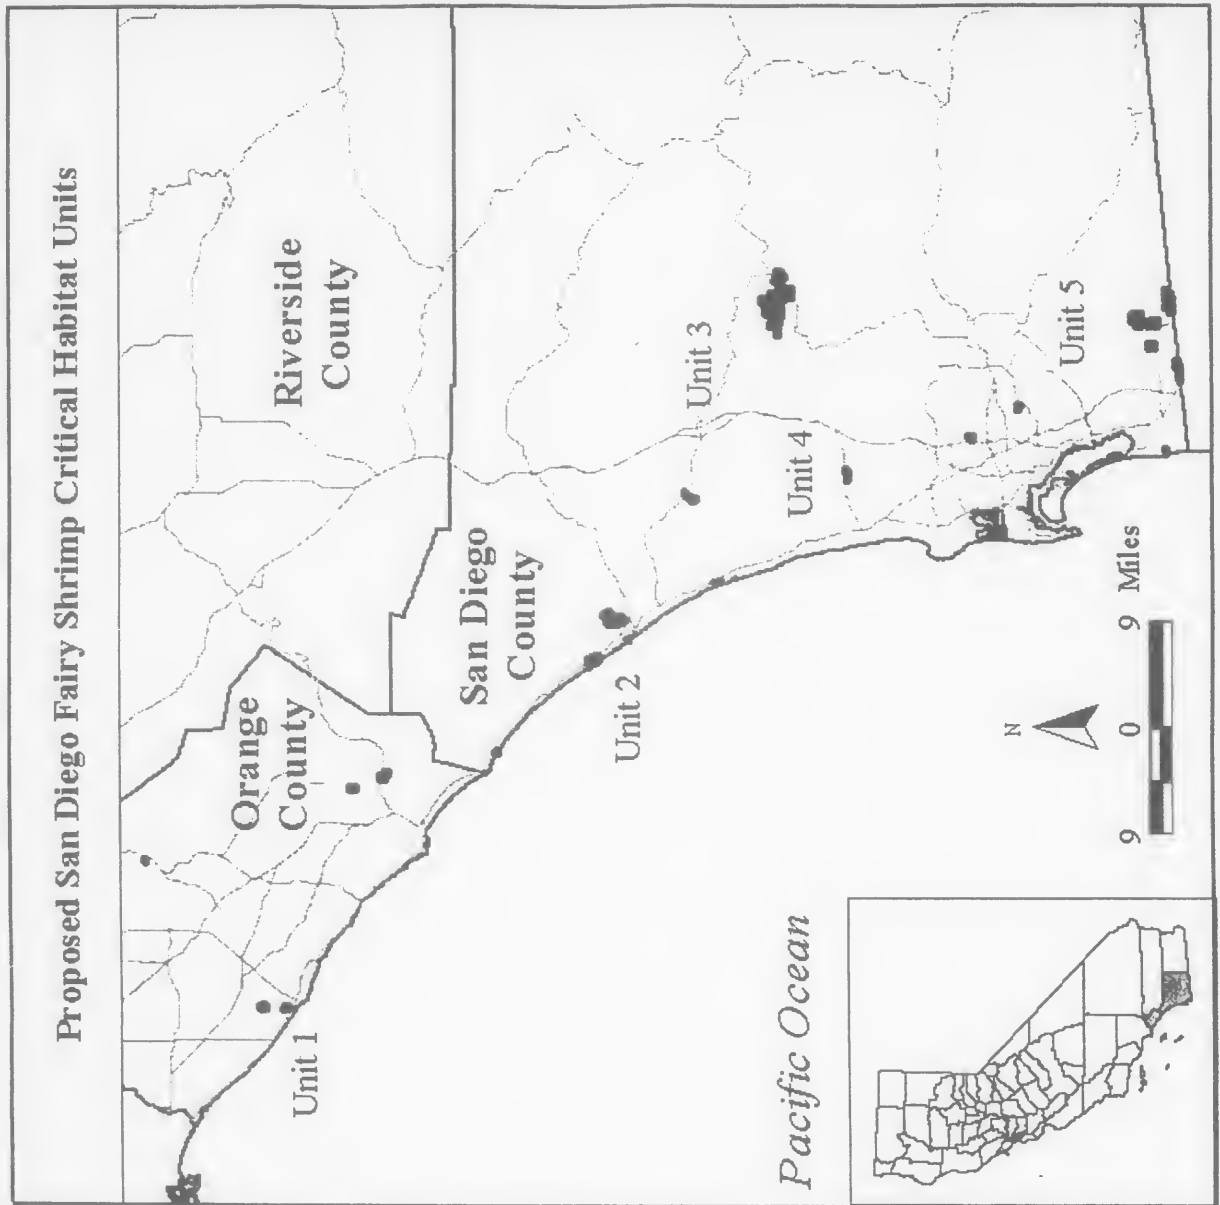 Proposed San Diego Fairy Shrimp Critical Habitat Units
Riverside
County
Orange
County
San Diego
County
Unit 1
Unit 2
Unit 3
Unit 4
Unit 5
Pacific Ocean
N
9 0 9 Miles